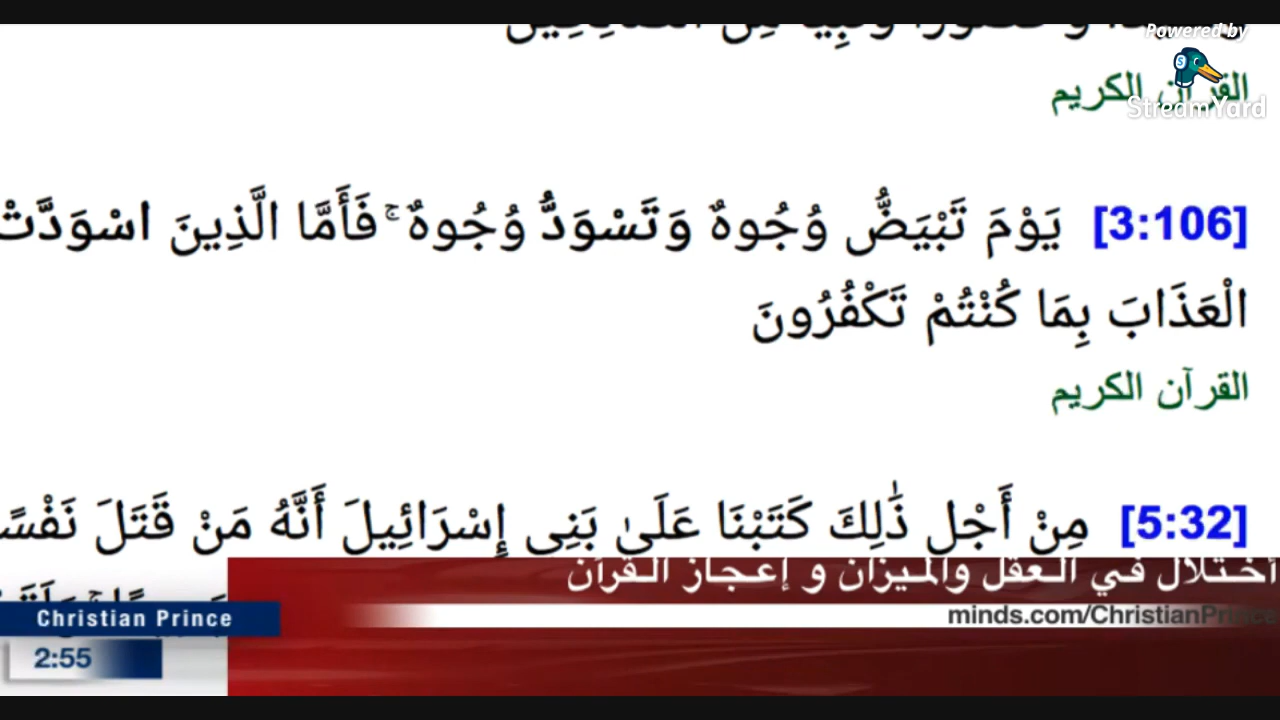 Powered by
StreamYard
القرآن الكريم
[3:106] يَوْمَ تَبْيَضُّ وُجُوهٌ وَتَسْوَدُّ وُجُوهٌ ۚ فَأَمَّا الَّذِينَ اسْوَدَّتْ
الْعَذَابَ بِمَا كُنْتُمْ تَكْفُرُونَ
القرآن الكريم
[5:32] مِنْ أَجْلِ ذَٰلِكَ كَتَبْنَا عَلَىٰ بَنِي إِسْرَائِيلَ أَنَّهُ مَنْ قَتَلَ نَفْسًا
أختلال في العقل والميزان و إعجاز القرآن
Christian Prince
minds.com/ChristianPrince
2:55